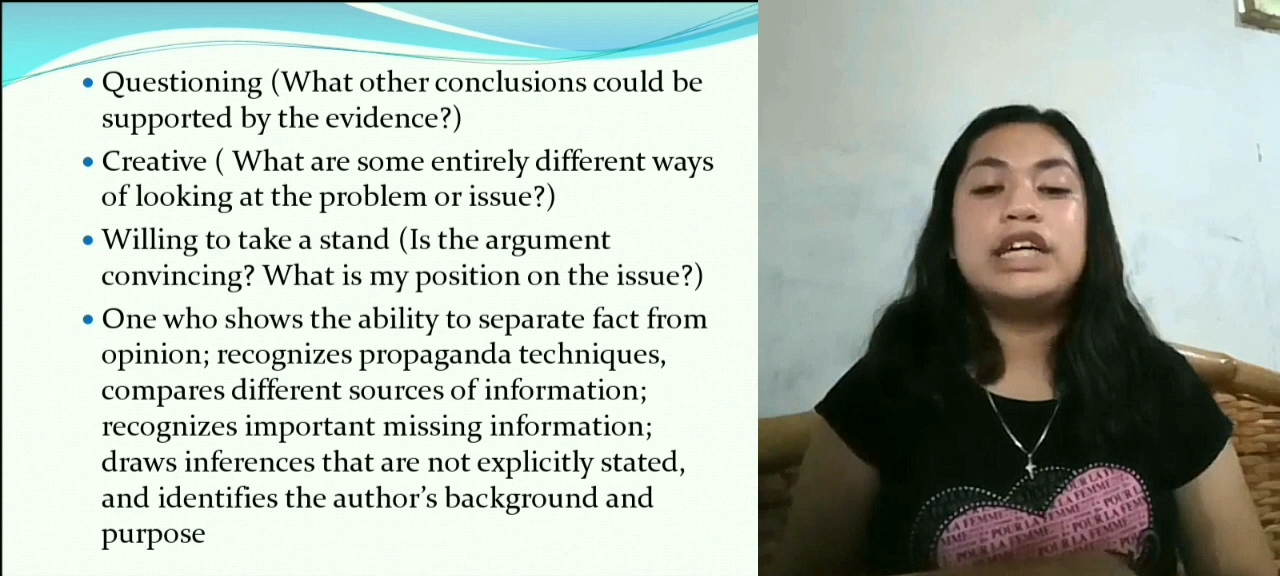 • Questioning (What other conclusions could be
supported by the evidence?)
• Creative ( What are some entirely different ways
of looking at the problem or issue?)
• Willing to take a stand (Is the argument
convincing? What is my position on the issue?)
• One who shows the ability to separate fact from
opinion; recognizes propaganda techniques,
compares different sources of information;
recognizes important missing information;
draws inferences that are not explicitly stated,
and identifies the author's background and
purpose
POUR LA FEMME